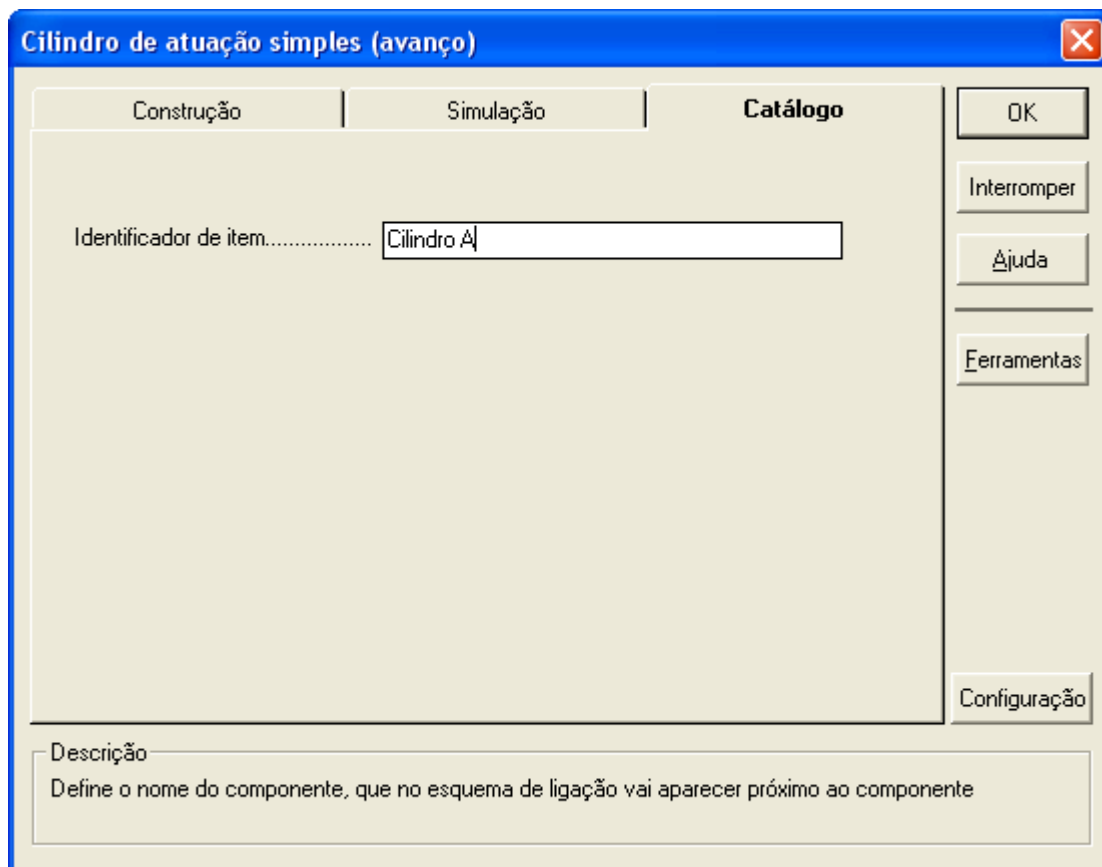 Cilindro de atuação simples (avanço)
Construção
Simulação
Catálogo
OK
Interromper
Identificador de item.................. Cilindro A
Ajuda
Ferramentas
Configuração
Descrição
Define o nome do componente, que no esquema de ligação vai aparecer próximo ao componente